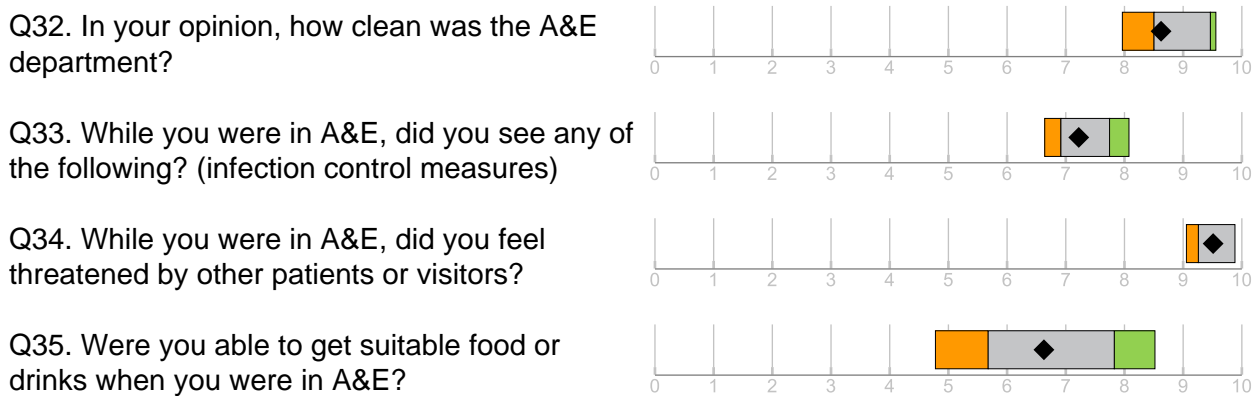 Q32. In your opinion, how clean was the A&E
department?
0 1 2 3 4 5 6 7 8 9 10
Q33. While you were in A&E, did you see any of
the following? (infection control measures)
0 1 2 3 4 5 6 7 8 9 10
Q34. While you were in A&E, did you feel
threatened by other patients or visitors?
0 1 2 3 4 5 6 7 8 9 10
Q35. Were you able to get suitable food or
drinks when you were in A&E?
0 1 2 3 4 5 6 7 8 9 10